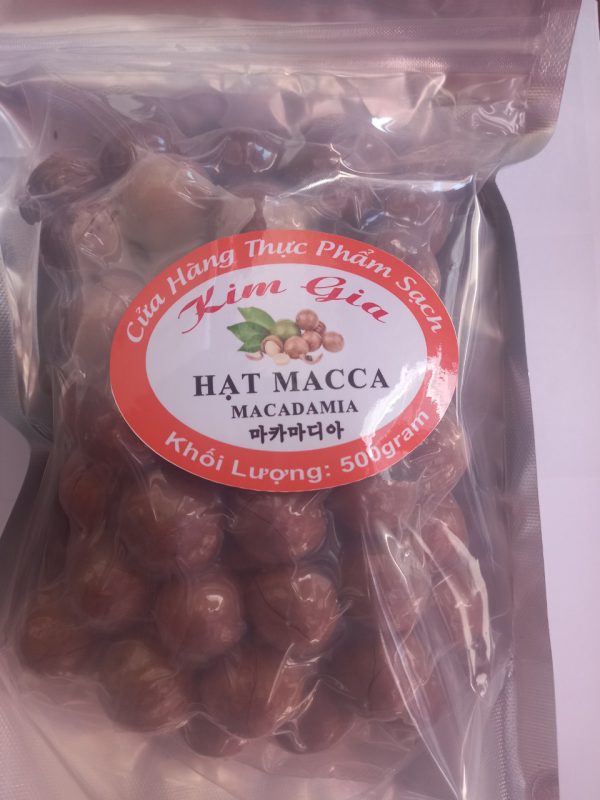 Cửa Hàng Thực Phẩm Sạch
Kim Gia
HẠT MACCA
MACADAMIA
마카마디아
Khối Lượng: 500gram